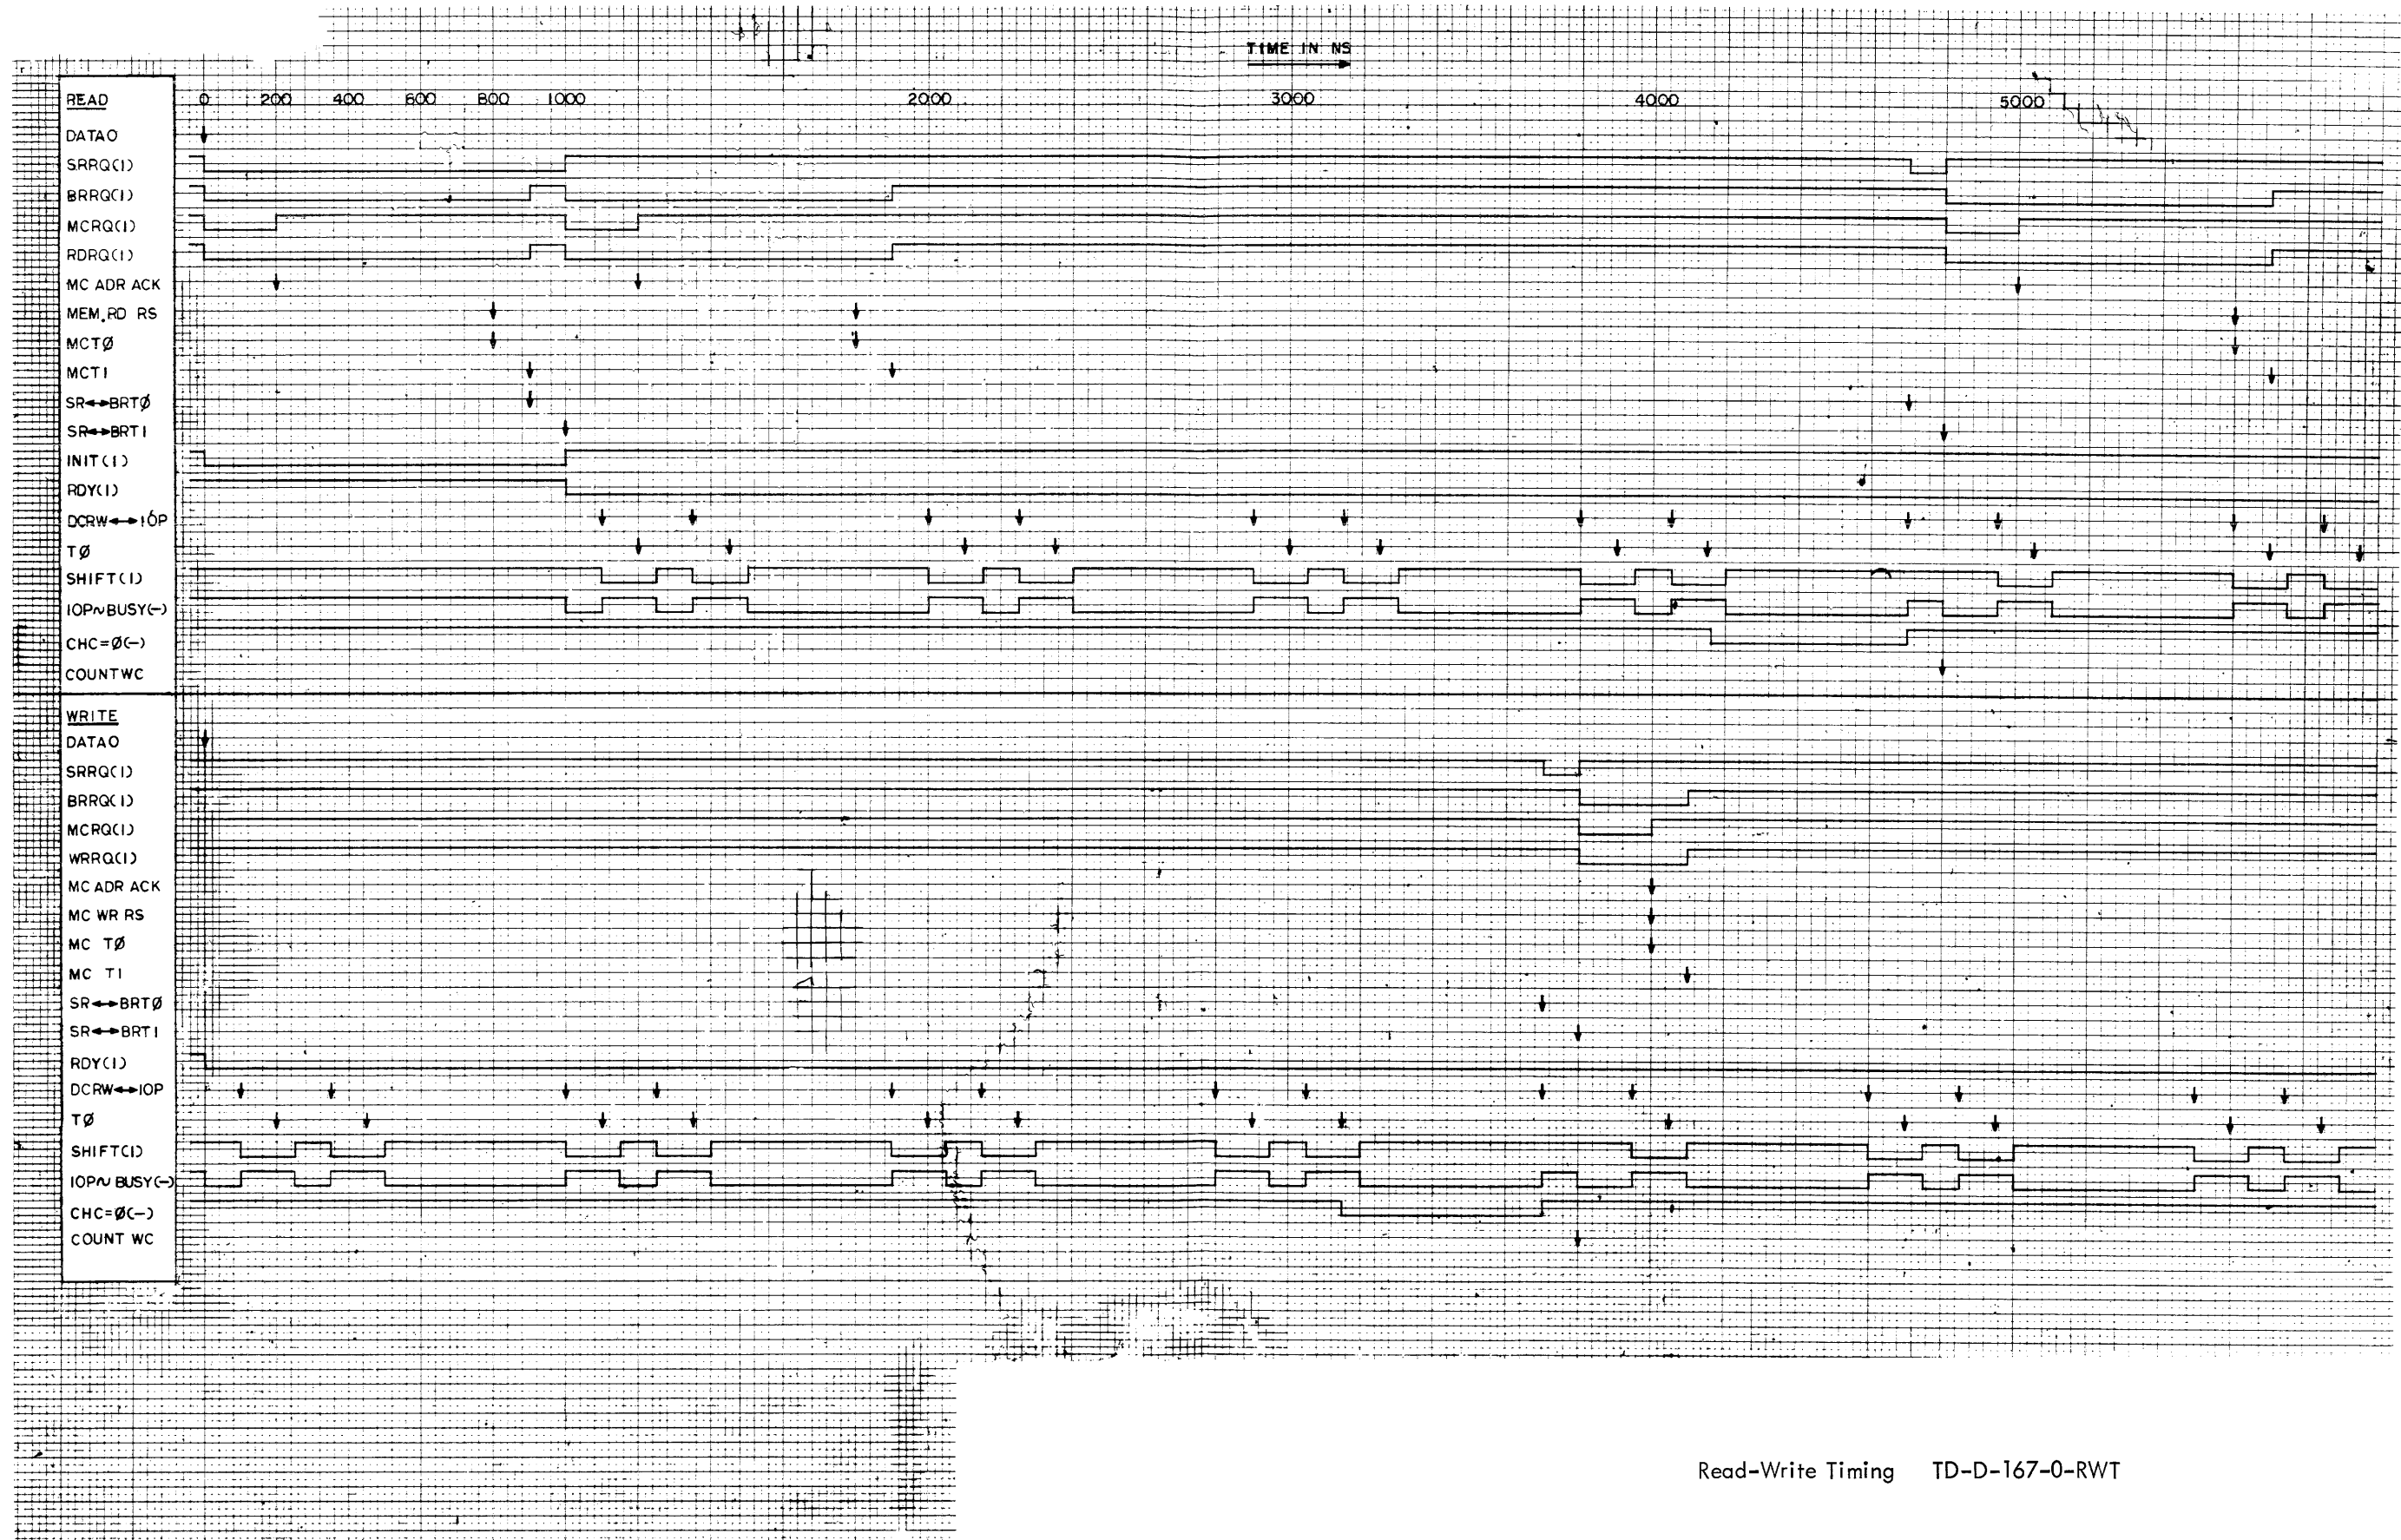 TIME IN NS
READ 0 200 400 600 800 1000 2000 3000 4000 5000
DATAO
SRRQ(1)
BRRQ(1)
MCRQ(1)
RDRQ(1)
MC ADR ACK
MEM.RD RS
MCTØ
MCT1
SR↔BRTØ
SR↔BRT1
INIT(1)
RDY(1)
DCRW↔IOP
TØ
SHIFT(1)
IOP~BUSY(-)
CHC=Ø(-)
COUNTWC
WRITE
DATAO
SRRQ(1)
BRRQ(1)
MCRQ(1)
WRRQ(1)
MC ADR ACK
MC WR RS
MC TØ
MC T1
SR↔BRTØ
SR↔BRT1
RDY(1)
DCRW↔IOP
TØ
SHIFT(1)
IOP~BUSY(-)
CHC=Ø(-)
COUNT WC
Read-Write Timing TD-D-167-0-RWT